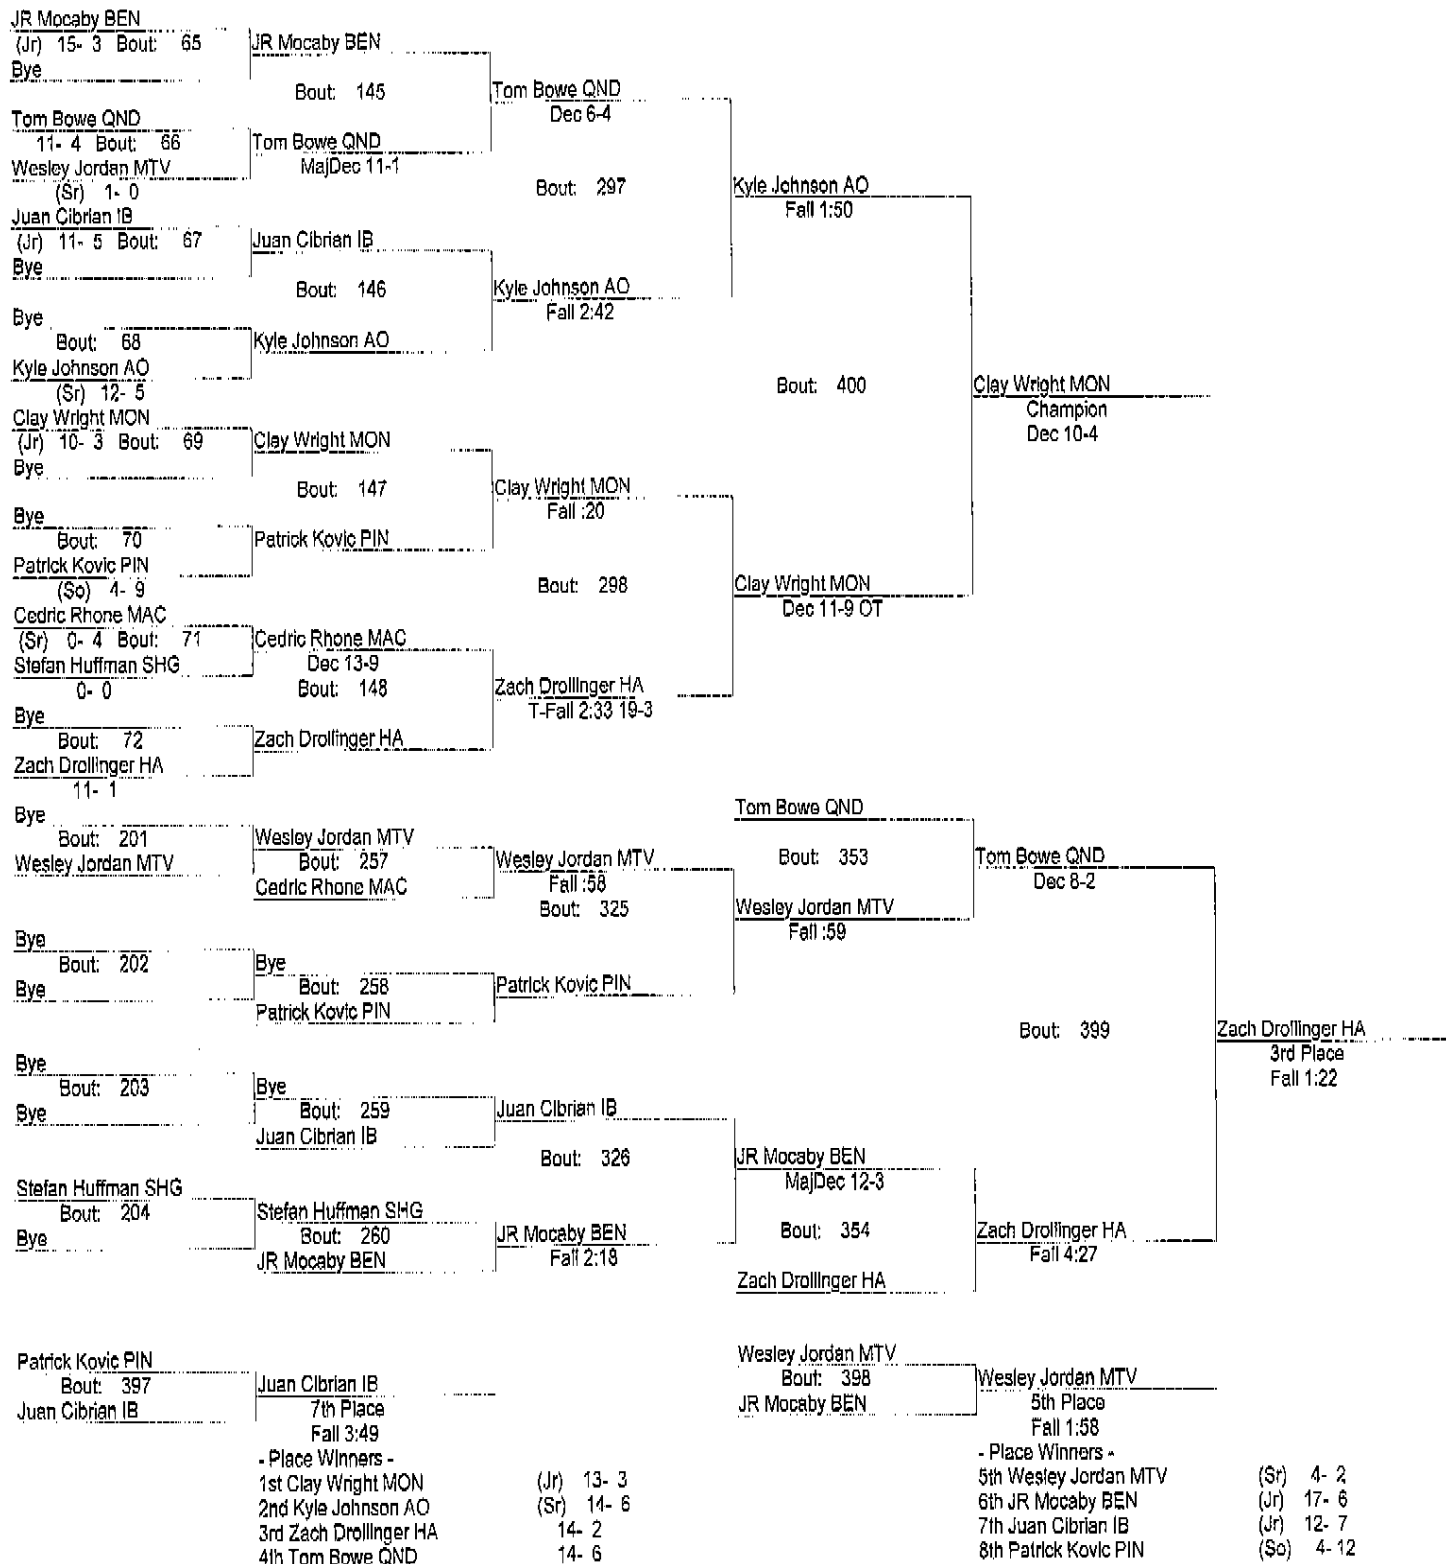 JR Mocaby BEN
(Jr) 15- 3 Bout: 65
Bye
JR Mocaby BEN
Bout: 145
Tom Bowe QND
Dec 6-4
Tom Bowe QND
11- 4 Bout: 66
Wesley Jordan MTV
(Sr) 1- 0
Tom Bowe QND
MajDec 11-1
Bout: 297
Kyle Johnson AO
Fall 1:50
Juan Cibrian IB
(Jr) 11- 5 Bout: 67
Bye
Juan Cibrian IB
Bout: 146
Kyle Johnson AO
Fall 2:42
Bye
Bout: 68
Kyle Johnson AO
(Sr) 12- 5
Kyle Johnson AO
Bout: 400
Clay Wright MON
Champion
Dec 10-4
Clay Wright MON
(Jr) 10- 3 Bout: 69
Bye
Clay Wright MON
Bout: 147
Clay Wright MON
Fall :20
Bye
Bout: 70
Patrick Kovic PIN
(So) 4- 9
Patrick Kovic PIN
Bout: 298
Clay Wright MON
Dec 11-9 OT
Cedric Rhone MAC
(Sr) 0- 4 Bout: 71
Stefan Huffman SHG
0- 0
Cedric Rhone MAC
Dec 13-9
Bout: 148
Zach Drollinger HA
T-Fall 2:33 19-3
Bye
Bout: 72
Zach Drollinger HA
11- 1
Zach Drollinger HA
Bye
Bout: 201
Wesley Jordan MTV
Wesley Jordan MTV
Bout: 257
Cedric Rhone MAC
Wesley Jordan MTV
Fall :58
Bout: 325
Tom Bowe QND
Bout: 353
Wesley Jordan MTV
Fall :59
Tom Bowe QND
Dec 8-2
Bye
Bout: 202
Bye
Bye
Bout: 258
Patrick Kovic PIN
Patrick Kovic PIN
Bout: 399
Zach Drollinger HA
3rd Place
Fall 1:22
Bye
Bout: 203
Bye
Bye
Bout: 259
Juan Cibrian IB
Juan Cibrian IB
Bout: 326
JR Mocaby BEN
MajDec 12-3
Stefan Huffman SHG
Bout: 204
Bye
Stefan Huffman SHG
Bout: 260
JR Mocaby BEN
JR Mocaby BEN
Fall 2:18
Bout: 354
Zach Drollinger HA
Zach Drollinger HA
Fall 4:27
Patrick Kovic PIN
Bout: 397
Juan Cibrian IB
Juan Cibrian IB
7th Place
Fall 3:49
Wesley Jordan MTV
Bout: 398
JR Mocaby BEN
Wesley Jordan MTV
5th Place
Fall 1:58
- Place Winners -
1st Clay Wright MON (Jr) 13- 3
2nd Kyle Johnson AO (Sr) 14- 6
3rd Zach Drollinger HA 14- 2
4th Tom Bowe QND 14- 6
- Place Winners -
5th Wesley Jordan MTV (Sr) 4- 2
6th JR Mocaby BEN (Jr) 17- 6
7th Juan Cibrian IB (Jr) 12- 7
8th Patrick Kovic PIN (So) 4- 12